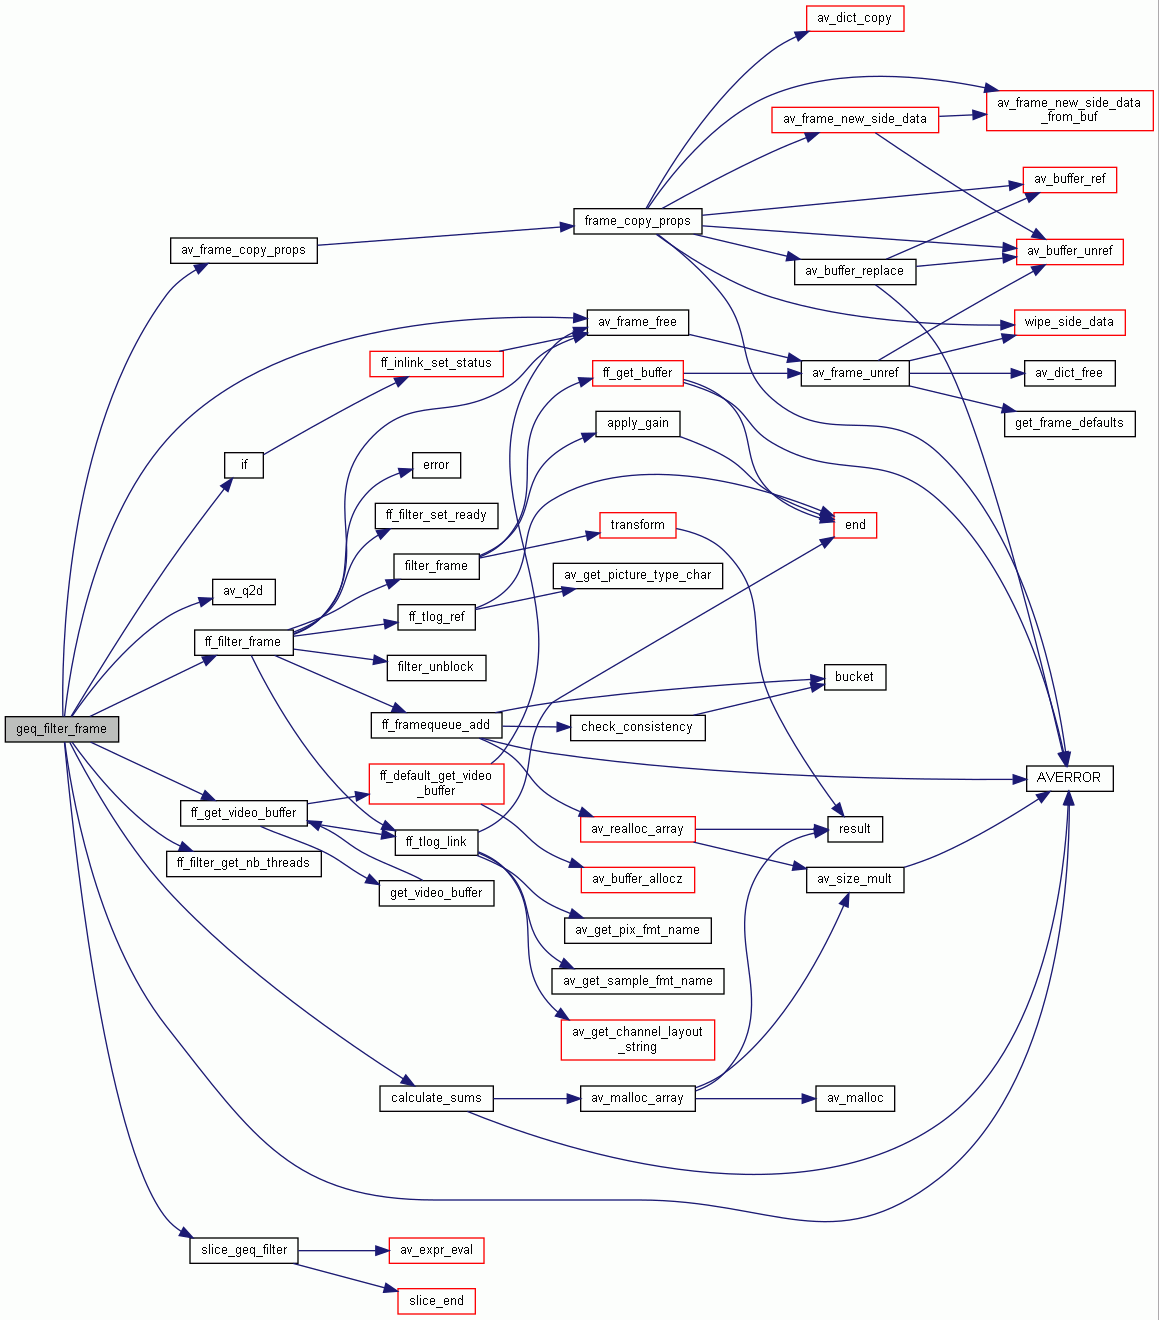 av_dict_copy
av_frame_new_side_data
_from_buf
av_frame_new_side_data
av_buffer_ref
frame_copy_props
av_frame_copy_props
av_buffer_unref
av_buffer_replace
av_frame_free
wipe_side_data
ff_inlink_set_status
ff_get_buffer
av_frame_unref
av_dict_free
apply_gain
get_frame_defaults
if
error
ff_filter_set_ready
transform
end
filter_frame
av_get_picture_type_char
av_q2d
ff_tlog_ref
ff_filter_frame
filter_unblock
bucket
geq_filter_frame
ff_framequeue_add
check_consistency
ff_default_get_video
_buffer
AVERROR
ff_get_video_buffer
av_realloc_array
result
ff_tlog_link
ff_filter_get_nb_threads
av_buffer_allocz
av_size_mult
get_video_buffer
av_get_pix_fmt_name
av_get_sample_fmt_name
av_get_channel_layout
_string
calculate_sums
av_malloc_array
av_malloc
slice_geq_filter
av_expr_eval
slice_end